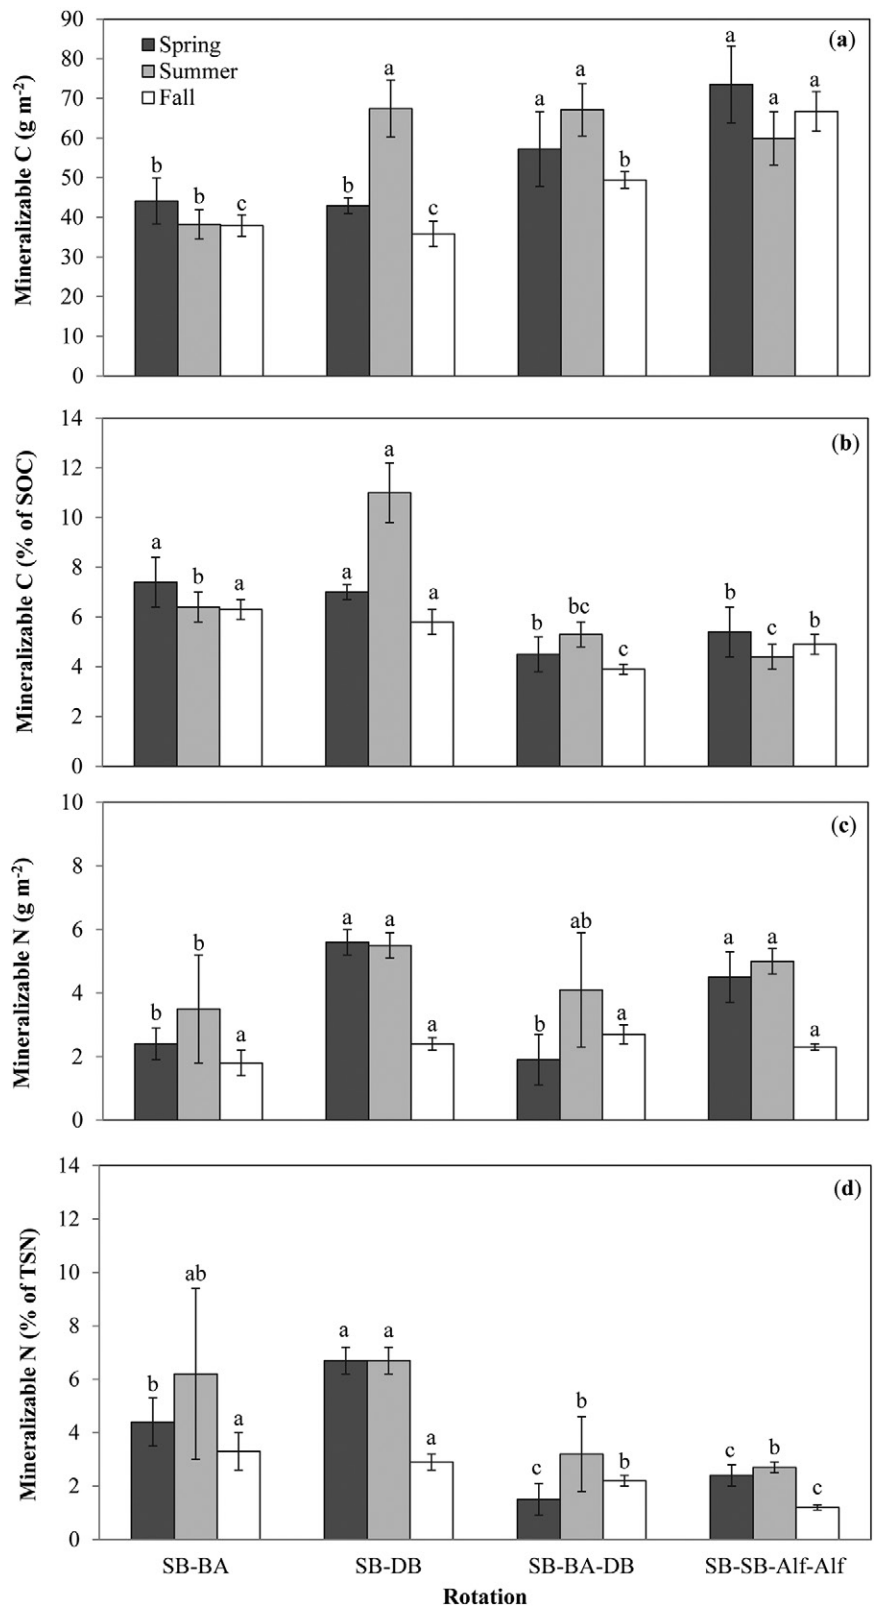 90
80
70
60
50
40
30
20
10
0
Mineralizable C (g m-2)
Spring
Summer
Fall
(a)
b b c
b a c
a a b
a a a
14
12
10
8
6
4
2
0
Mineralizable C (% of SOC)
(b)
a b a
a a a
b bc c
b c b
10
8
6
4
2
0
Mineralizable N (g m-2)
(c)
b b a
a a a
b ab a
a a a
14
12
10
8
6
4
2
0
Mineralizable N (% of TSN)
(d)
b ab a
a a a
c b b
c b c
SB-BA SB-DB SB-BA-DB SB-SB-Alf-Alf
Rotation